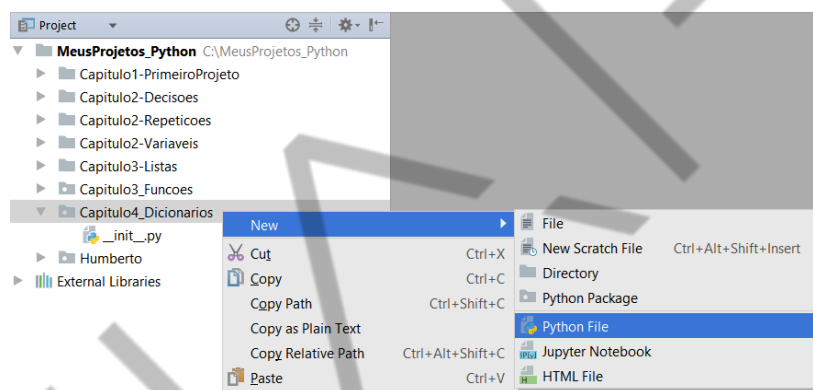 Project
MeusProjetos_Python C:\MeusProjetos_Python
Capitulo1-PrimeiroProjeto
Capitulo2-Decisoes
Capitulo2-Repeticoes
Capitulo2-Variaveis
Capitulo3-Listas
Capitulo3_Funcoes
Capitulo4_Dicionarios
__init__.py
Humberto
External Libraries
New
Cut Ctrl+X
Copy Ctrl+C
Copy Path Ctrl+Shift+C
Copy as Plain Text
Copy Relative Path Ctrl+Alt+Shift+C
Paste Ctrl+V
File
New Scratch File Ctrl+Alt+Shift+Insert
Directory
Python Package
Python File
Jupyter Notebook
HTML File